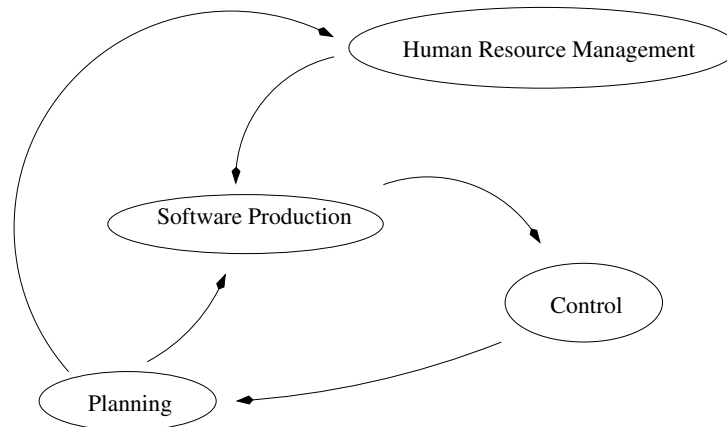 Human Resource Management
Software Production
Control
Planning